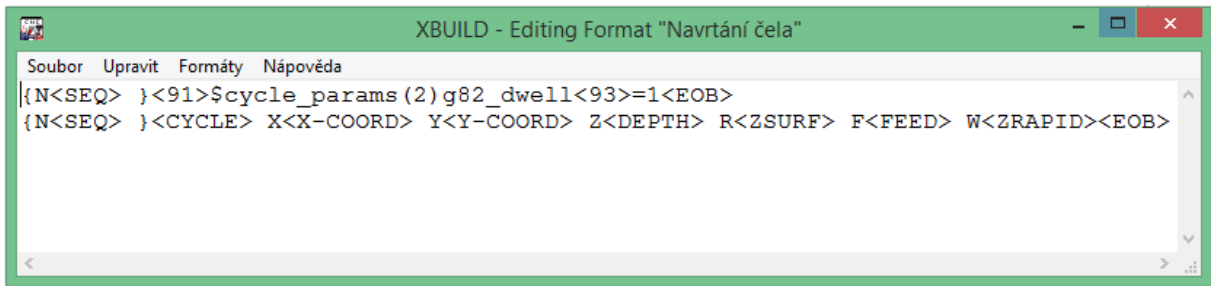 XBUILD - Editing Format "Navrtání čela"
Soubor Upravit Formáty Nápověda
{N<SEQ> }<91>$cycle_params(2)g82_dwell<93>=1<EOB>
{N<SEQ> }<CYCLE> X<X-COORD> Y<Y-COORD> Z<DEPTH> R<ZSURF> F<FEED> W<ZRAPID><EOB>